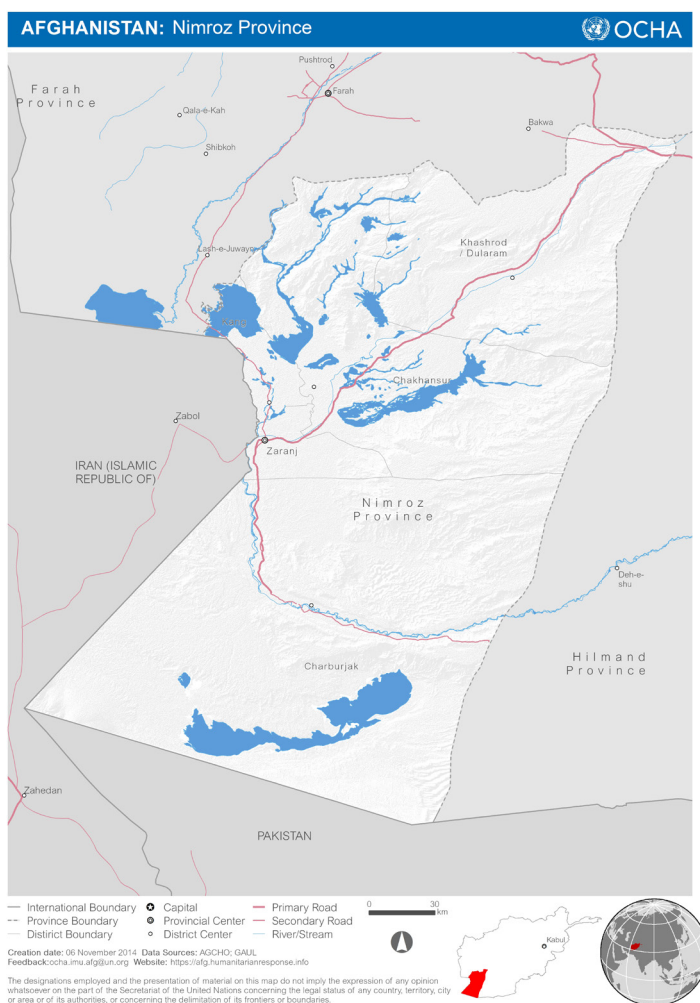 AFGHANISTAN: Nimroz Province
OCHA
Pushtrod
Farah
Province
Farah
Qala-e-Kah
Bakwa
Shibkoh
Lash-e-Juwayn
Khashrod
/ Dularam
Kang
Chakhansur
Zabol
Zaranj
IRAN (ISLAMIC
REPUBLIC OF)
Nimroz
Province
Deh-e-
shu
Hilmand
Province
Charburjak
Zahedan
PAKISTAN
International Boundary
Province Boundary
District Boundary
Capital
Provincial Center
District Center
Primary Road
Secondary Road
River/Stream
0 30
km
Kabul
Creation date: 06 November 2014 Data Sources: AGCHO; GAUL
Feedback:ocha.imu.afg@un.org Website: https://afg.humanitarianresponse.info
The designations employed and the presentation of material on this map do not imply the expression of any opinion
whatsoever on the part of the Secretariat of the United Nations concerning the legal status of any country, territory, city
or area or of its authorities, or concerning the delimitation of its frontiers or boundaries.